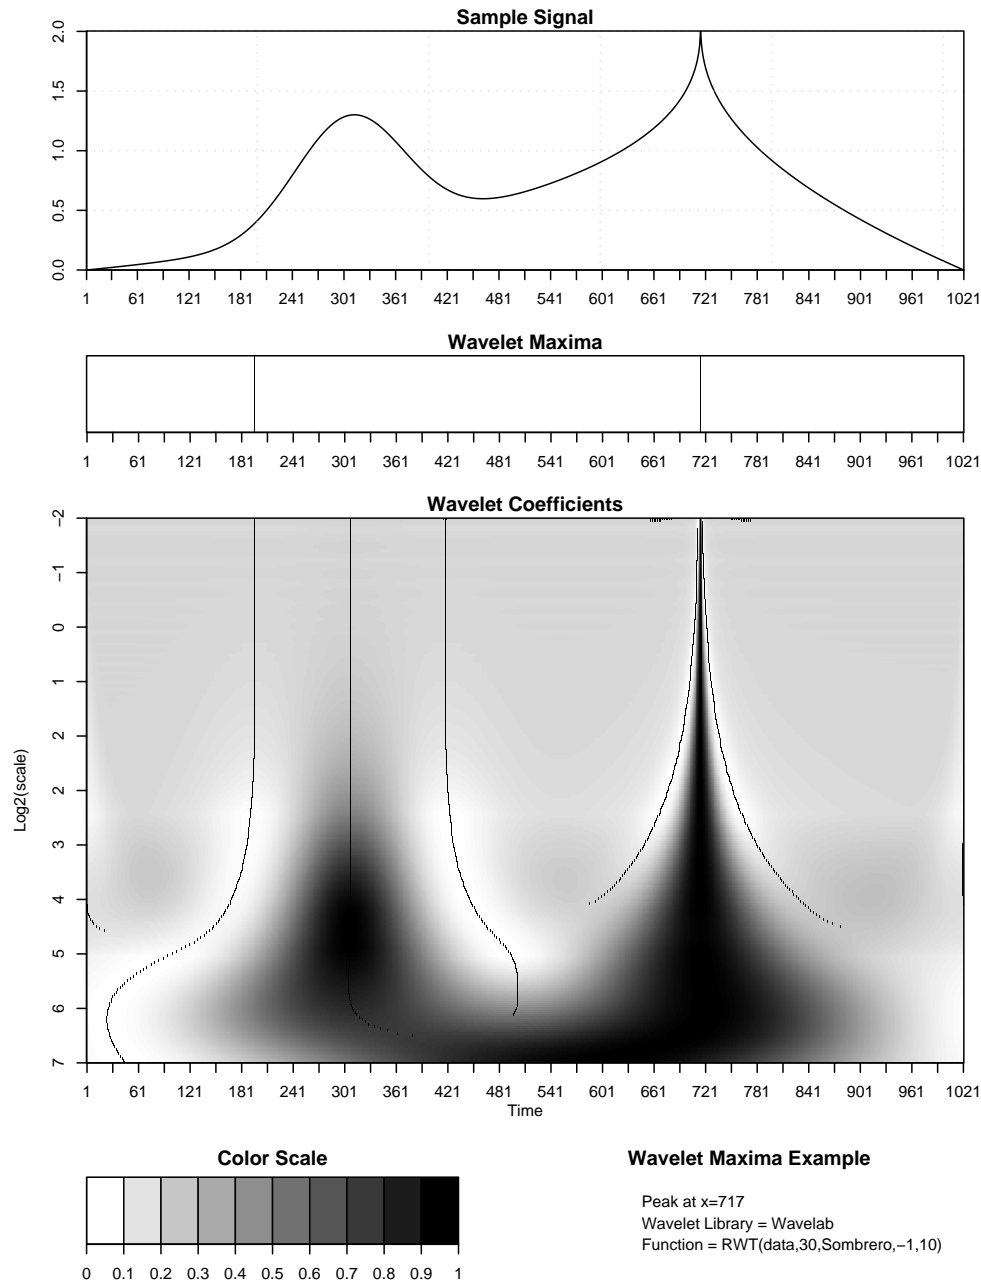 Sample Signal
2.0
1.5
1.0
0.5
0.0
1 61 121 181 241 301 361 421 481 541 601 661 721 781 841 901 961 1021
Wavelet Maxima
1 61 121 181 241 301 361 421 481 541 601 661 721 781 841 901 961 1021
Wavelet Coefficients
−2
−1
0
1
2
3
4
5
6
7
Log2(scale)
1 61 121 181 241 301 361 421 481 541 601 661 721 781 841 901 961 1021
Time
Color Scale
0 0.1 0.2 0.3 0.4 0.5 0.6 0.7 0.8 0.9 1
Wavelet Maxima Example
Peak at x=717
Wavelet Library = Wavelab
Function = RWT(data,30,Sombrero,−1,10)